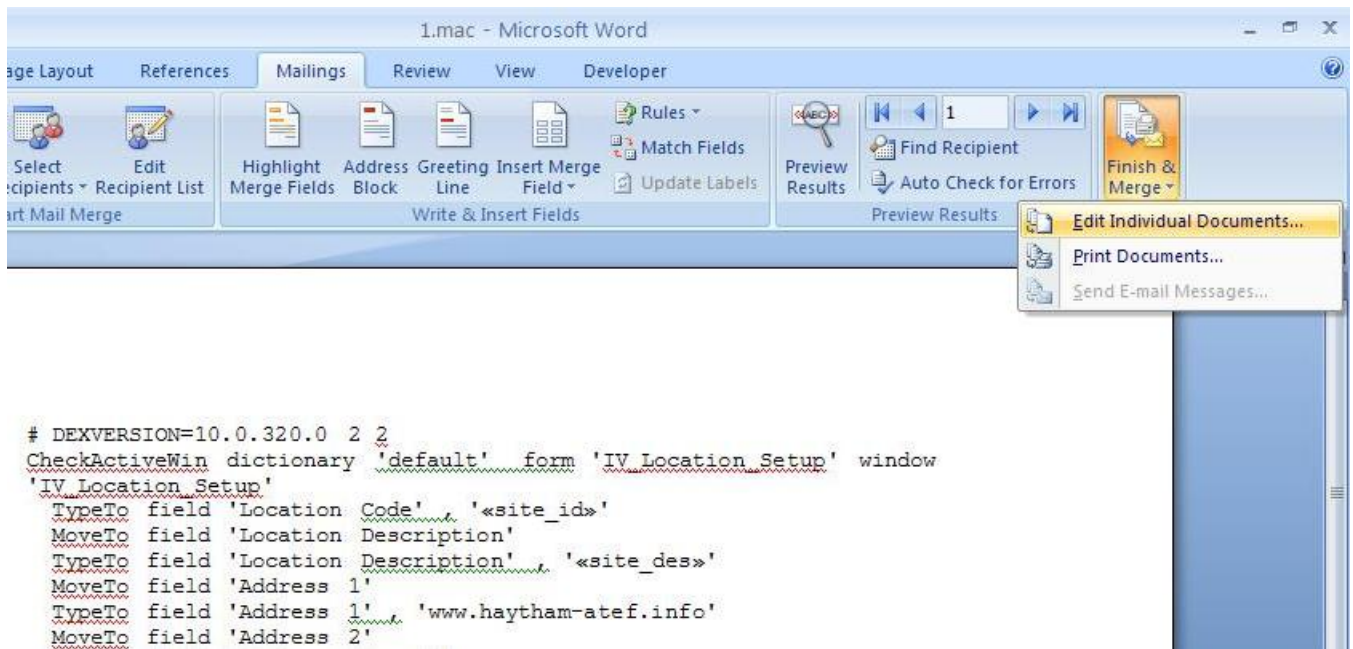 1.mac - Microsoft Word
age Layout References Mailings Review View Developer
Select
ecipients
Edit
Recipient List
Highlight
Merge Fields
Address
Block
Greeting
Line
Insert Merge
Field
Rules
Match Fields
Update Labels
«ABC»
Preview
Results
1
Find Recipient
Auto Check for Errors
Finish &
Merge
art Mail Merge
Write & Insert Fields
Preview Results
Edit Individual Documents...
Print Documents...
Send E-mail Messages...
# DEXVERSION=10.0.320.0 2 2
CheckActiveWin dictionary 'default' form 'IV_Location_Setup' window
'IV_Location_Setup'
TypeTo field 'Location Code' , '«site_id»'
MoveTo field 'Location Description'
TypeTo field 'Location Description' , '«site_des»'
MoveTo field 'Address 1'
TypeTo field 'Address 1' , 'www.haytham-atef.info'
MoveTo field 'Address 2'